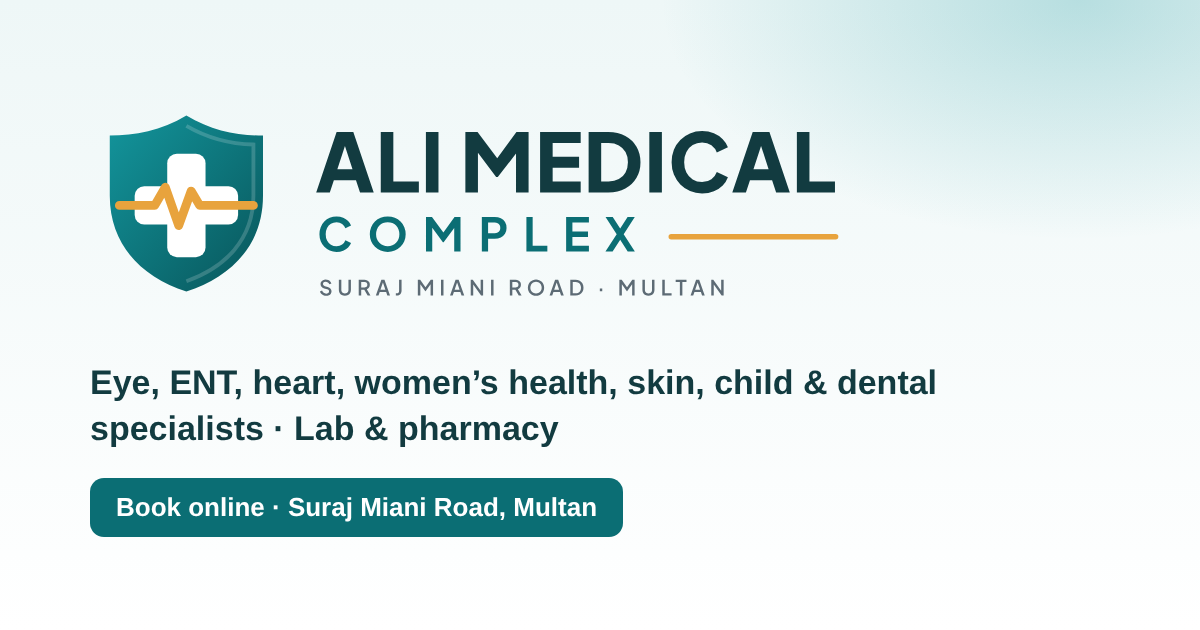 ALI MEDICAL
COMPLEX
SURAJ MIANI ROAD · MULTAN
Eye, ENT, heart, women’s health, skin, child & dental
specialists · Lab & pharmacy
Book online · Suraj Miani Road, Multan